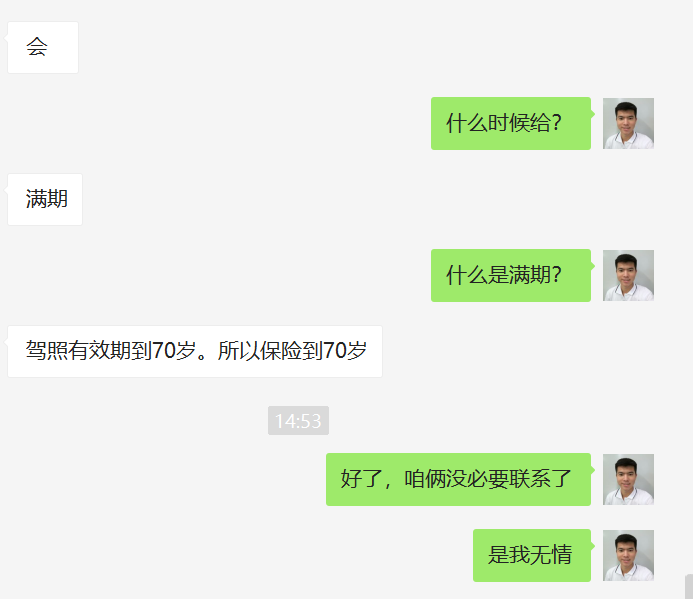 会
什么时候给？
满期
什么是满期？
驾照有效期到70岁。所以保险到70岁
14:53
好了，咱俩没必要联系了
是我无情